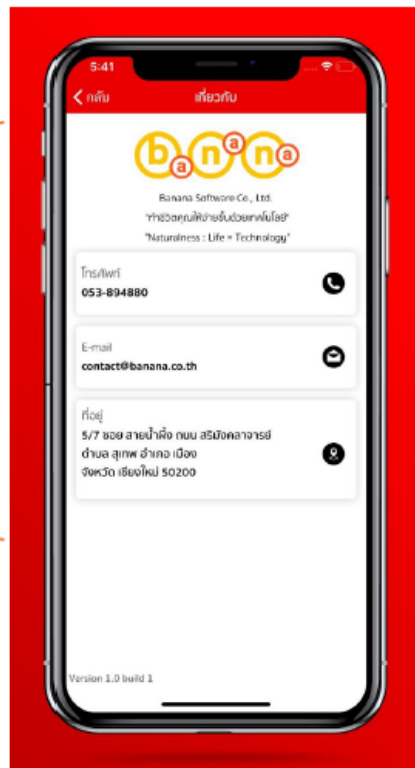 5:41
กลับ
เกี่ยวกับ
banana
Banana Software Co., Ltd.
"ทำชีวิตคุณให้ง่ายขึ้นด้วยเทคโนโลยี"
"Naturalness : Life + Technology"
โทรศัพท์
053-894880
E-mail
contact@banana.co.th
ที่อยู่
5/7 ซอย สายน้ำผึ้ง ถนน สิริมังคลาจารย์
ตำบล สุเทพ อำเภอ เมือง
จังหวัด เชียงใหม่ 50200
Version 1.0 build 1